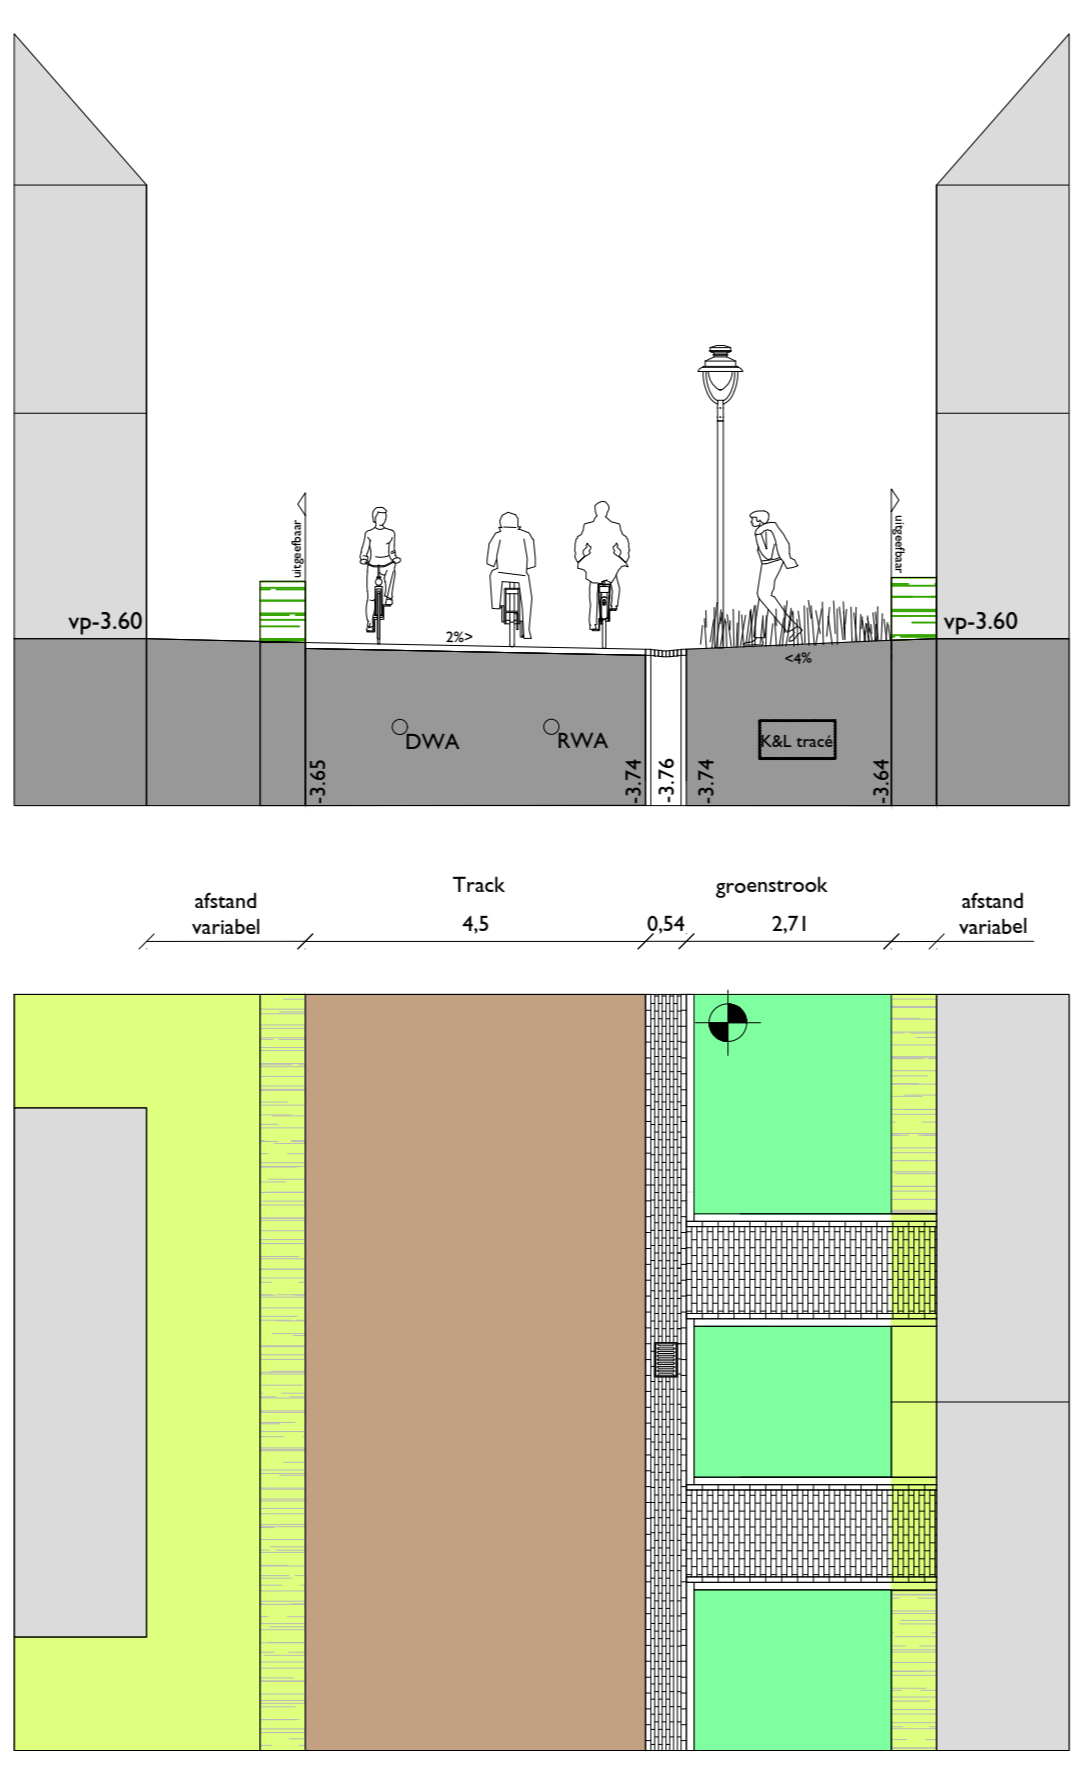 uitgeefbaar
uitgeefbaar
vp-3.60
2%>
<4%
vp-3.60
DWA
RWA
K&L tracé
-3.65
-3.74
-3.76
-3.74
-3.64
afstand
variabel
Track
4,5
0,54
groenstrook
2,71
afstand
variabel